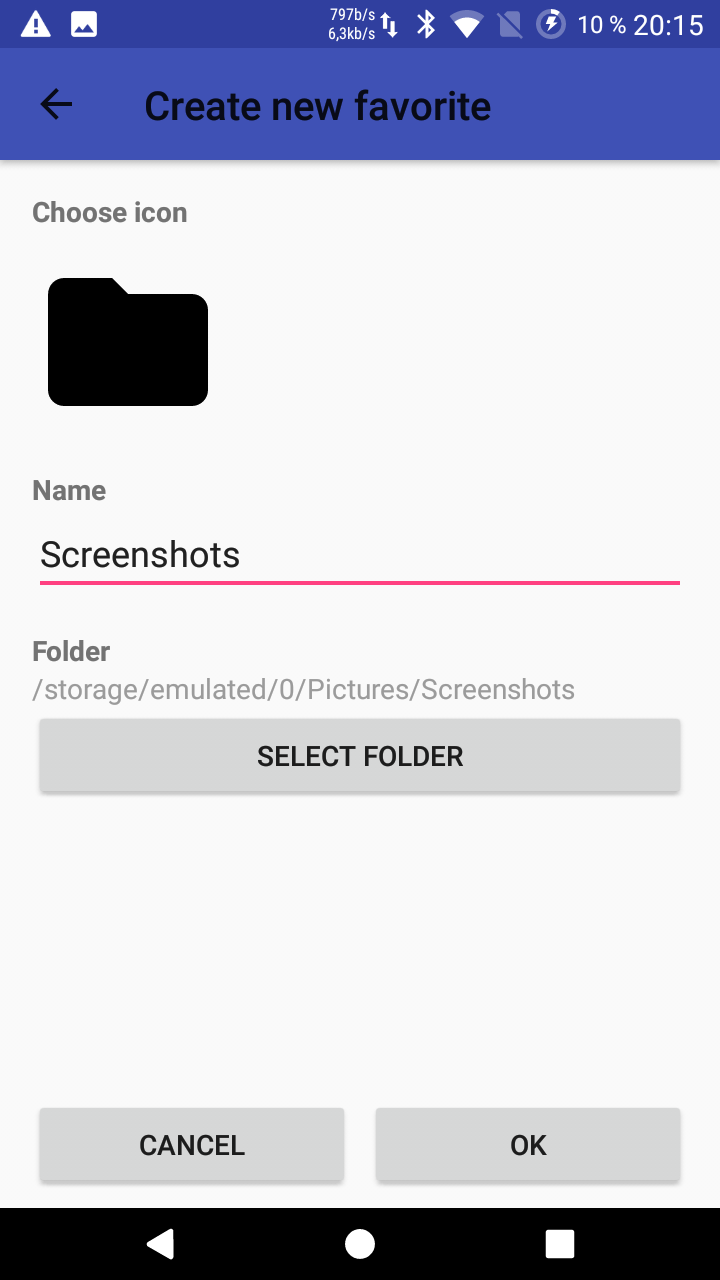 797b/s
6,3kb/s
10 % 20:15
Create new favorite
Choose icon
Name
Screenshots
Folder
/storage/emulated/0/Pictures/Screenshots
SELECT FOLDER
CANCEL OK